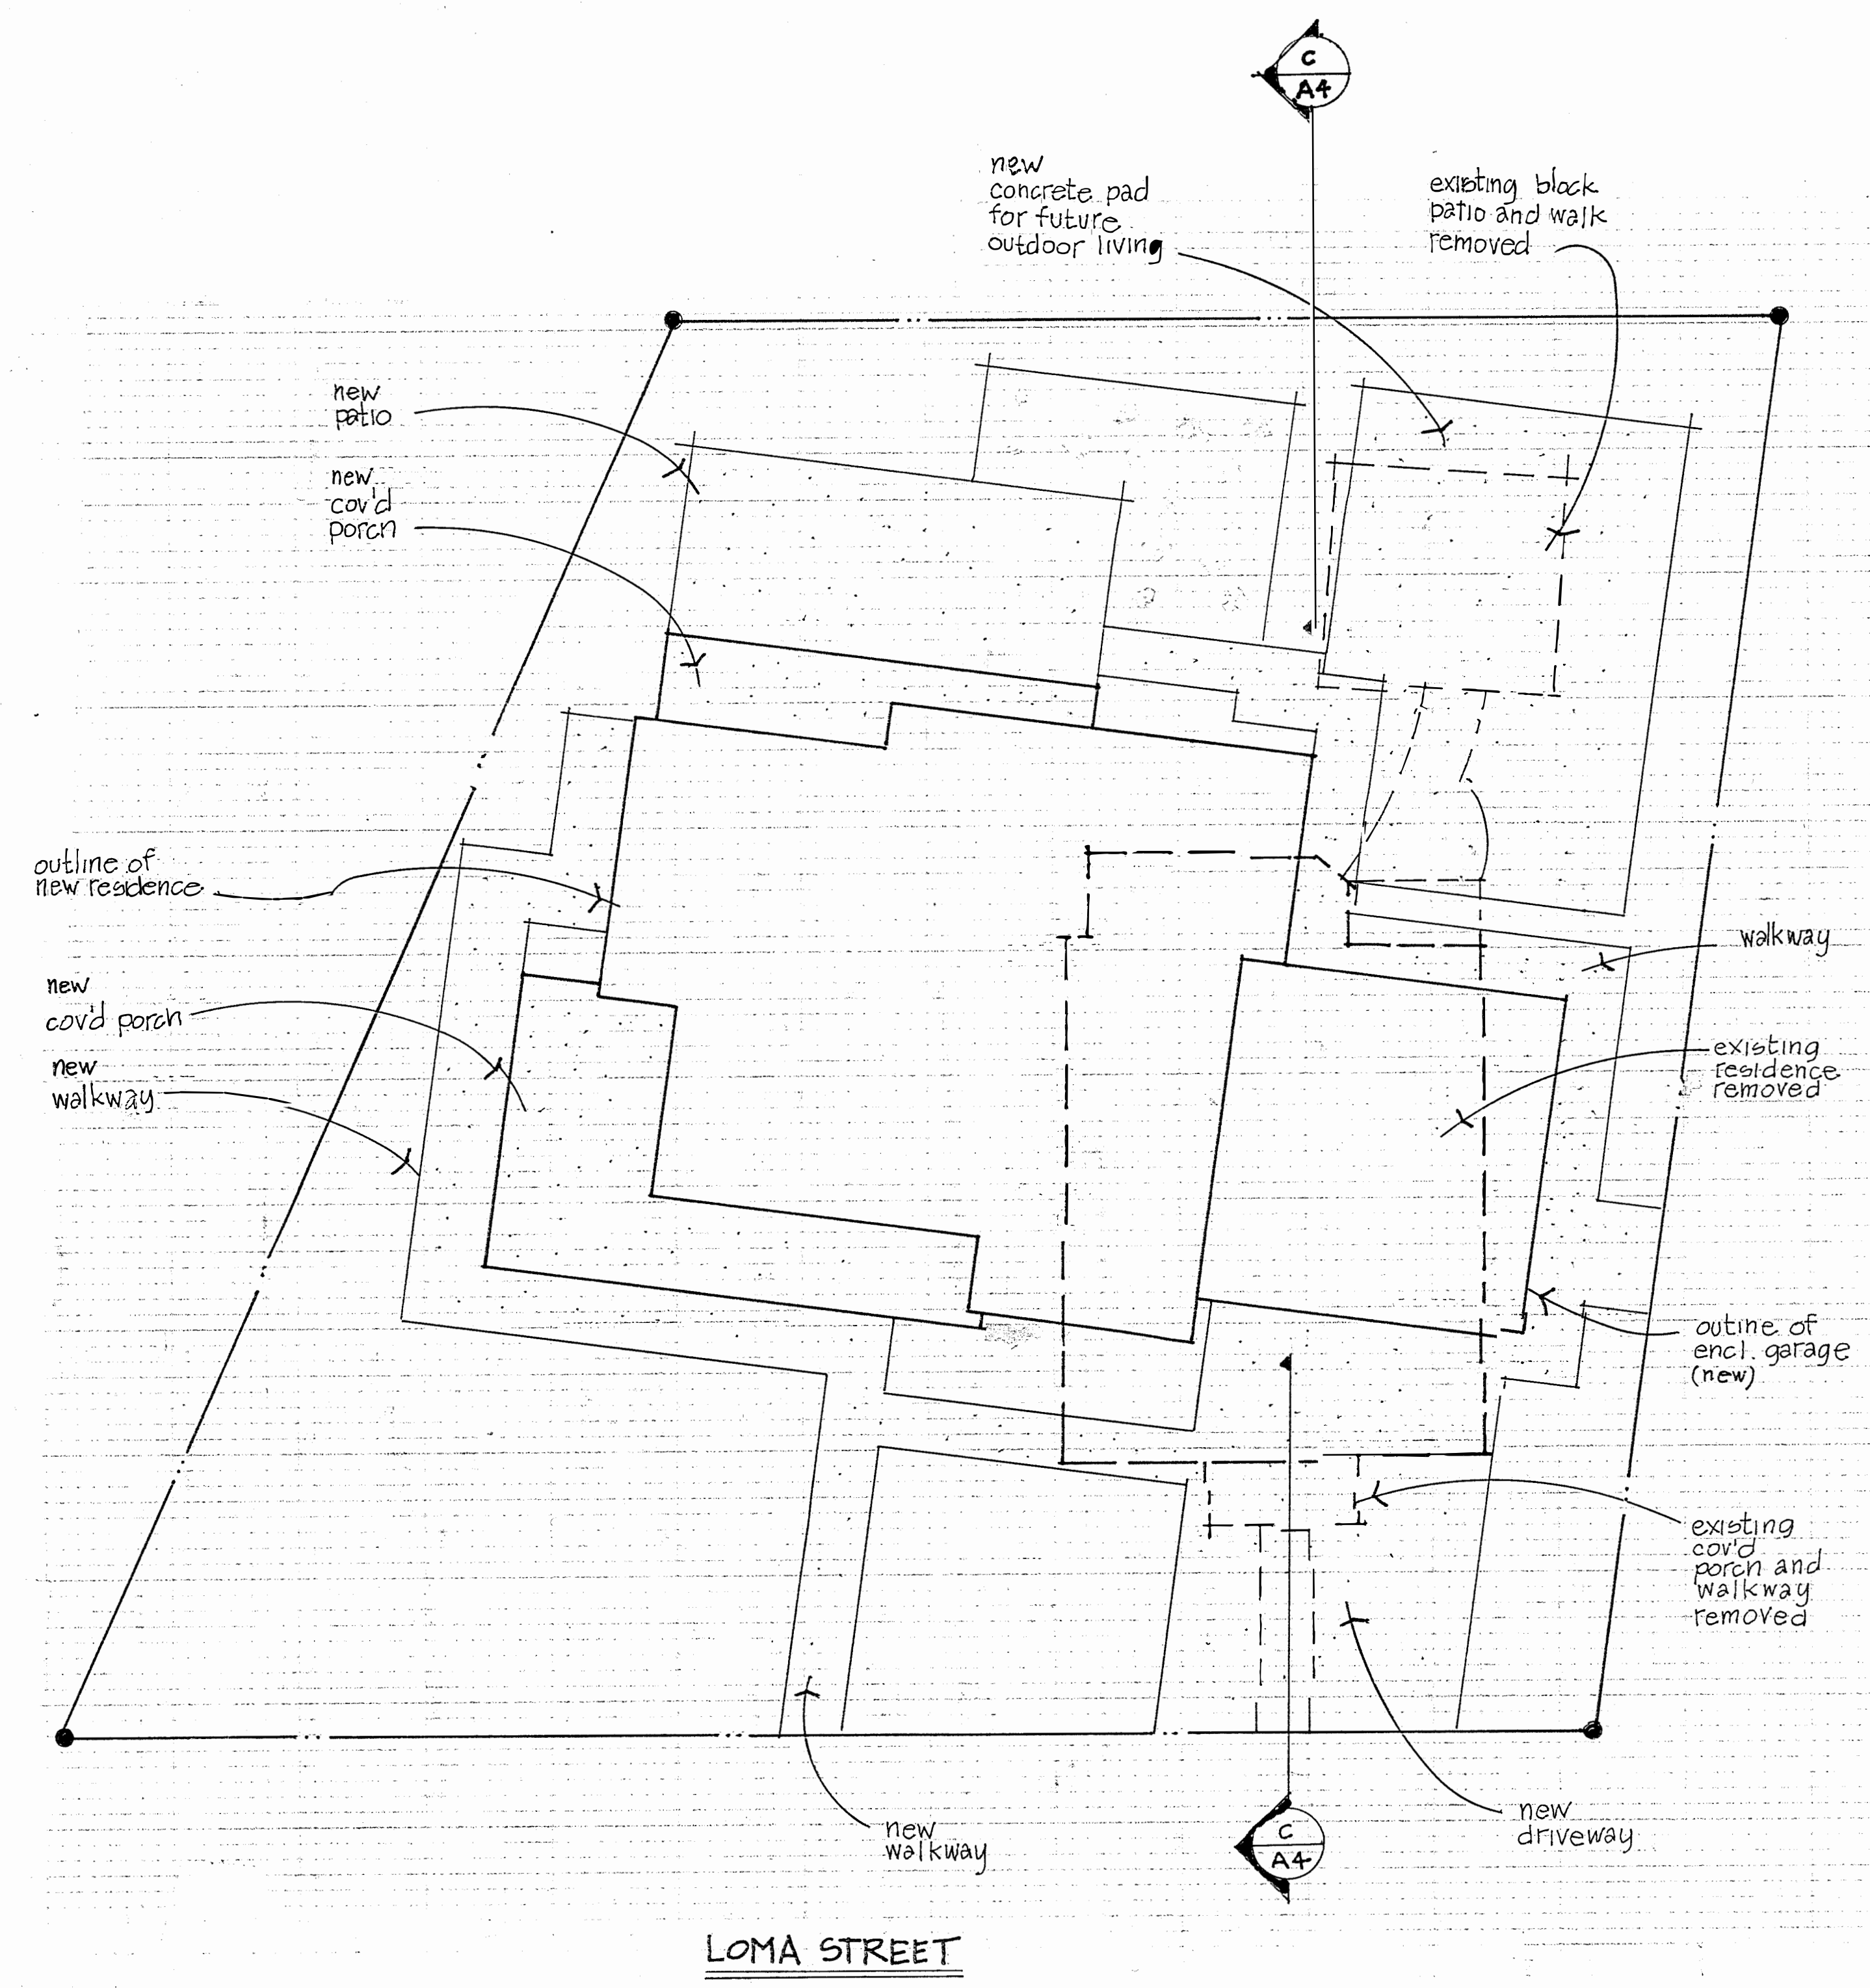 C
A4
new
concrete pad
for future
outdoor living
existing block
patio and walk
removed
new
patio
new
cov'd
porch
outline of
new residence
walkway
new
cov'd porch
new
walkway
existing
residence
removed
outine of
encl. garage
(new)
existing
cov'd
porch and
walkway
removed
new
driveway
new
walkway
C
A4
LOMA STREET